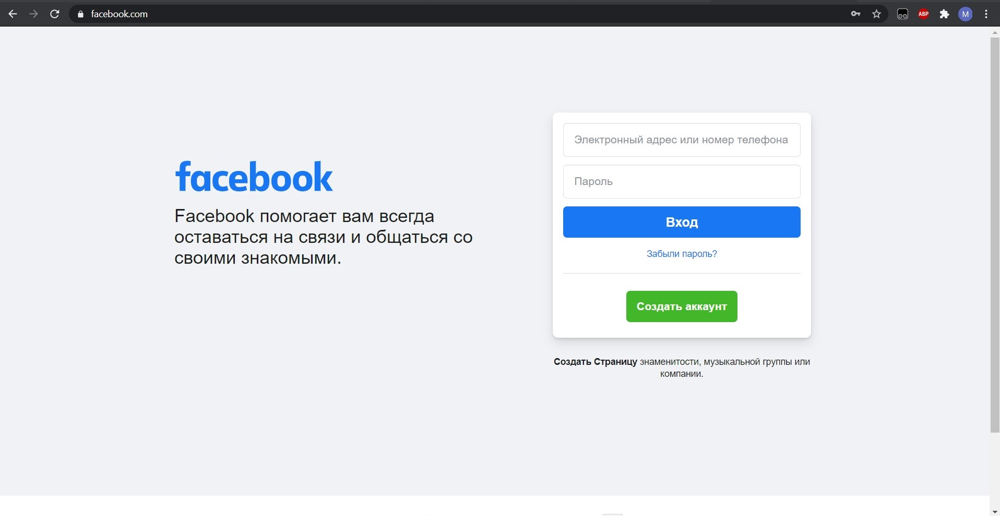 facebook.com
ABP
M
facebook
Facebook помогает вам всегда
оставаться на связи и общаться со
своими знакомыми.
Электронный адрес или номер телефона
Пароль
Вход
Забыли пароль?
Создать аккаунт
Создать Страницу знаменитости, музыкальной группы или
компании.